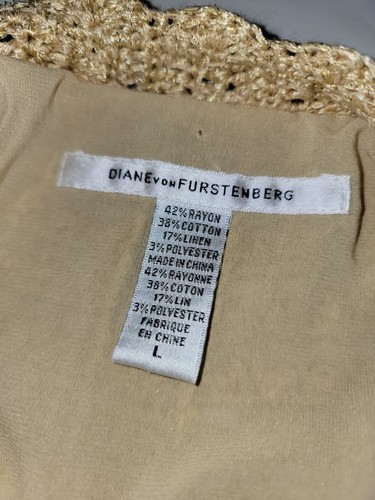 DIANE VON FURSTENBERG
42% RAYON
38% COTTON
17% LINEN
3% POLYESTER
MADE IN CHINA
42% RAYONNE
38% COTON
17% LIN
3% POLYESTER
FABRIQUE
EN CHINE
L